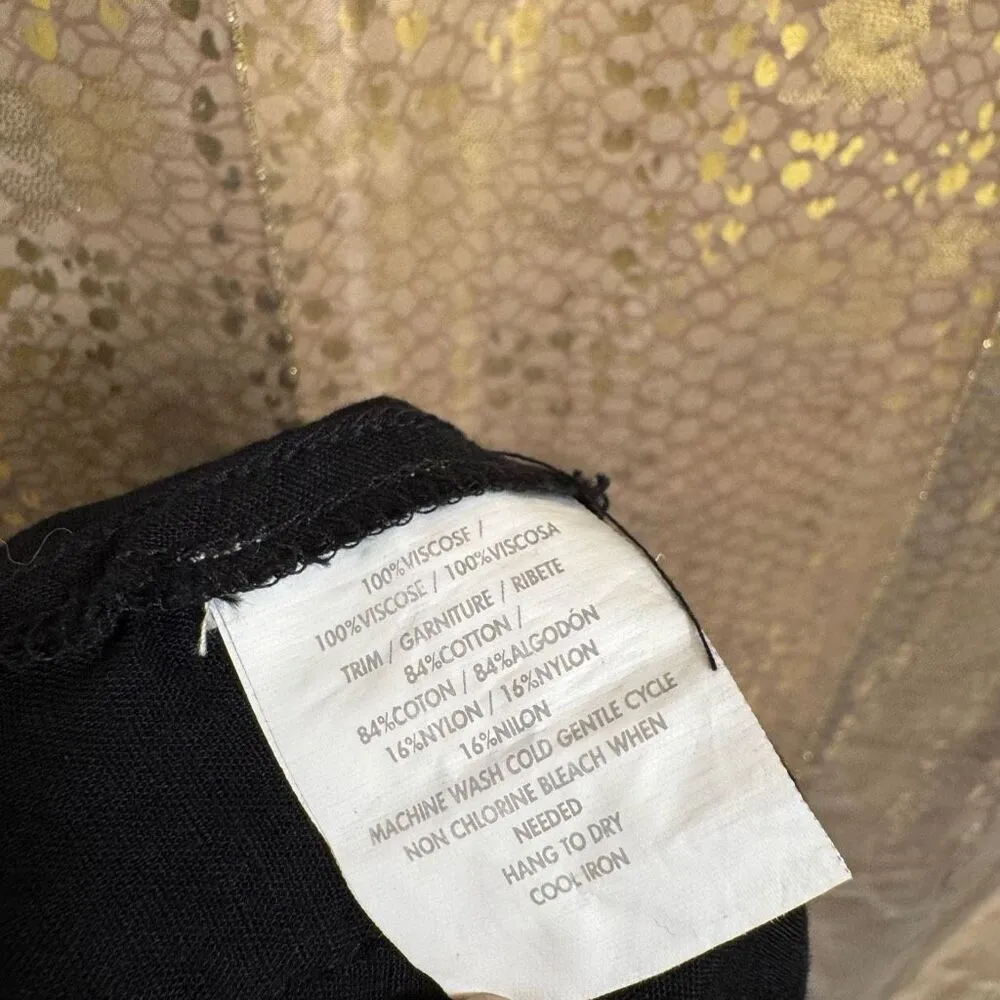 100%VISCOSE /
100%VISCOSE / 100%VISCOSA
TRIM / GARNITURE / RIBETE
84%COTTON /
84%COTON / 84%ALGODÓN
16%NYLON / 16%NYLON
16%NILON
MACHINE WASH COLD GENTLE CYCLE
NON CHLORINE BLEACH WHEN
NEEDED
HANG TO DRY
COOL IRON